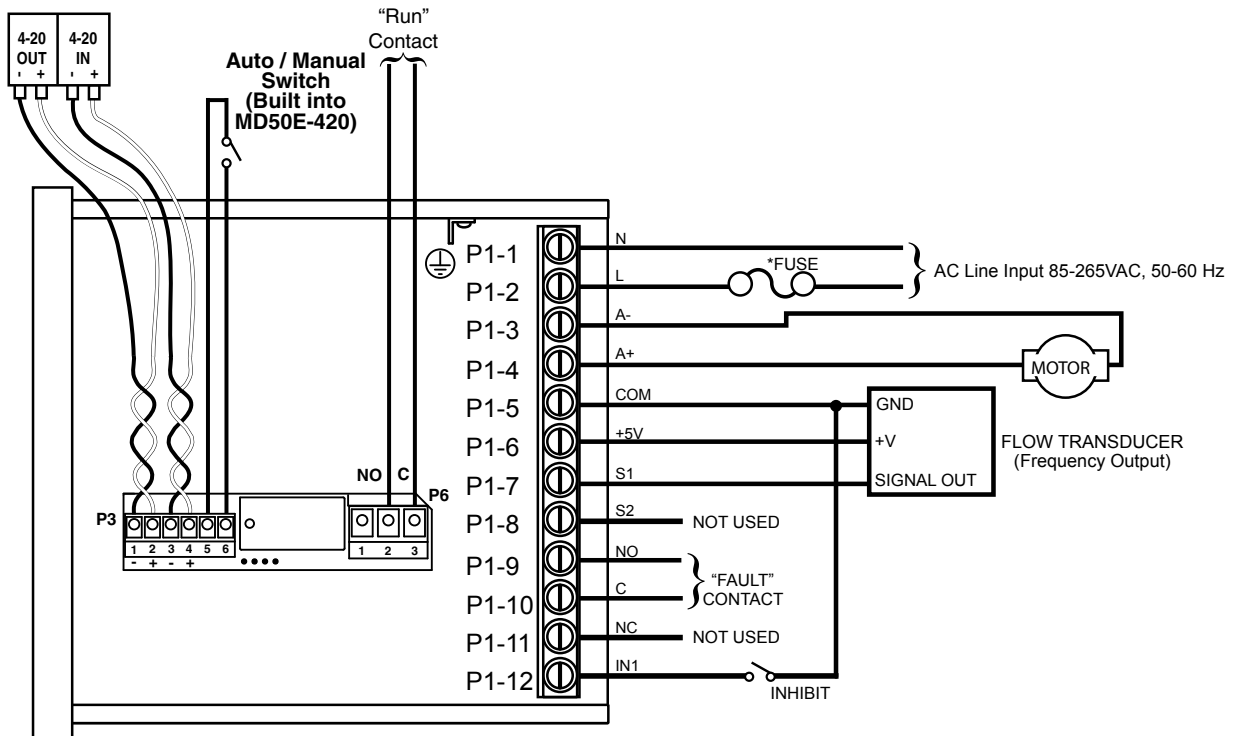 4-20
OUT
- +
4-20
IN
- +
"Run"
Contact
Auto / Manual
Switch
(Built into
MD50E-420)
P1-1
N
P1-2
L
*FUSE
AC Line Input 85-265VAC, 50-60 Hz
P1-3
A-
P1-4
A+
MOTOR
P1-5
COM
GND
P1-6
+5V
+V
FLOW TRANSDUCER
(Frequency Output)
P1-7
S1
SIGNAL OUT
P1-8
S2
NOT USED
P1-9
NO
"FAULT"
CONTACT
P1-10
C
P1-11
NC
NOT USED
P1-12
IN1
INHIBIT
NO C
P6
P3
1 2 3 4 5 6
- + - +
1 2 3